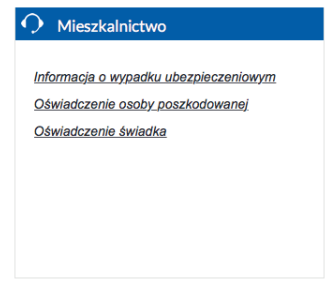 Mieszkalnictwo
Informacja o wypadku ubezpieczeniowym
Oświadczenie osoby poszkodowanej
Oświadczenie świadka